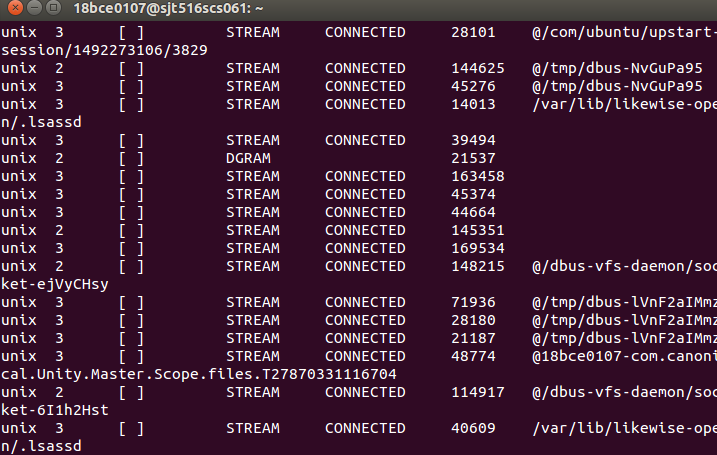 18bce0107@sjt516scs061: ~
unix 3 [ ] STREAM CONNECTED 28101 @/com/ubuntu/upstart-
session/1492273106/3829
unix 2 [ ] STREAM CONNECTED 144625 @/tmp/dbus-NvGuPa95
unix 3 [ ] STREAM CONNECTED 45276 @/tmp/dbus-NvGuPa95
unix 3 [ ] STREAM CONNECTED 14013 /var/lib/likewise-ope
n/.lsassd
unix 3 [ ] STREAM CONNECTED 39494
unix 2 [ ] DGRAM 21537
unix 3 [ ] STREAM CONNECTED 163458
unix 3 [ ] STREAM CONNECTED 45374
unix 3 [ ] STREAM CONNECTED 44664
unix 2 [ ] STREAM CONNECTED 145351
unix 3 [ ] STREAM CONNECTED 169534
unix 2 [ ] STREAM CONNECTED 148215 @/dbus-vfs-daemon/soc
ket-ejVyCHsy
unix 3 [ ] STREAM CONNECTED 71936 @/tmp/dbus-lVnF2aIMmz
unix 3 [ ] STREAM CONNECTED 28180 @/tmp/dbus-lVnF2aIMmz
unix 3 [ ] STREAM CONNECTED 21187 @/tmp/dbus-lVnF2aIMmz
unix 3 [ ] STREAM CONNECTED 48774 @18bce0107-com.canoni
cal.Unity.Master.Scope.files.T27870331116704
unix 2 [ ] STREAM CONNECTED 114917 @/dbus-vfs-daemon/soc
ket-6I1h2Hst
unix 3 [ ] STREAM CONNECTED 40609 /var/lib/likewise-ope
n/.lsassd